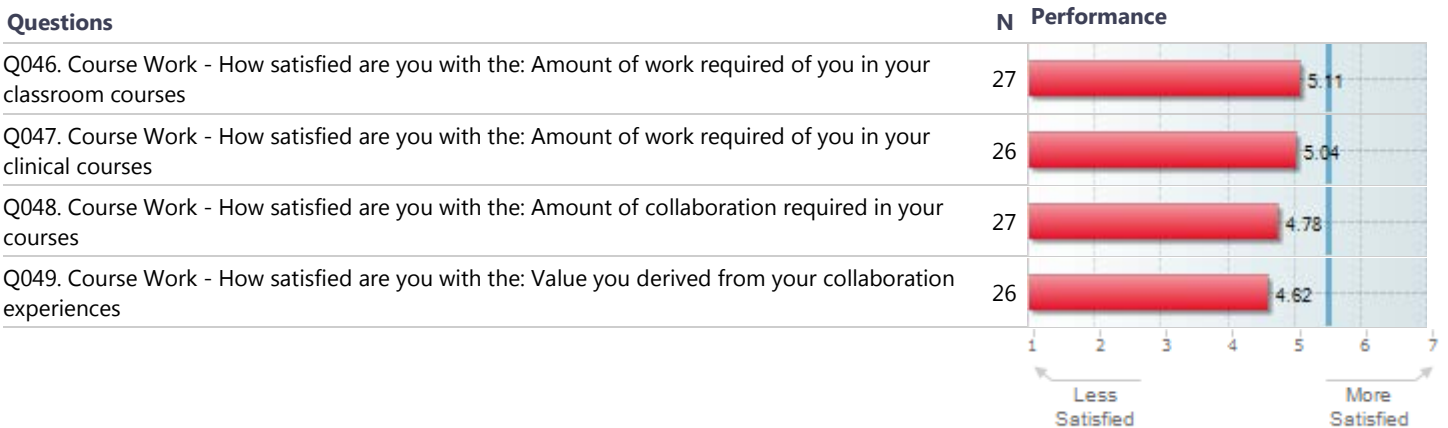 Questions N Performance
Q046. Course Work - How satisfied are you with the: Amount of work required of you in your
classroom courses
27
5.11
Q047. Course Work - How satisfied are you with the: Amount of work required of you in your
clinical courses
26
5.04
Q048. Course Work - How satisfied are you with the: Amount of collaboration required in your
courses
27
4.78
Q049. Course Work - How satisfied are you with the: Value you derived from your collaboration
experiences
26
4.62
1 2 3 4 5 6 7
Less
Satisfied
More
Satisfied